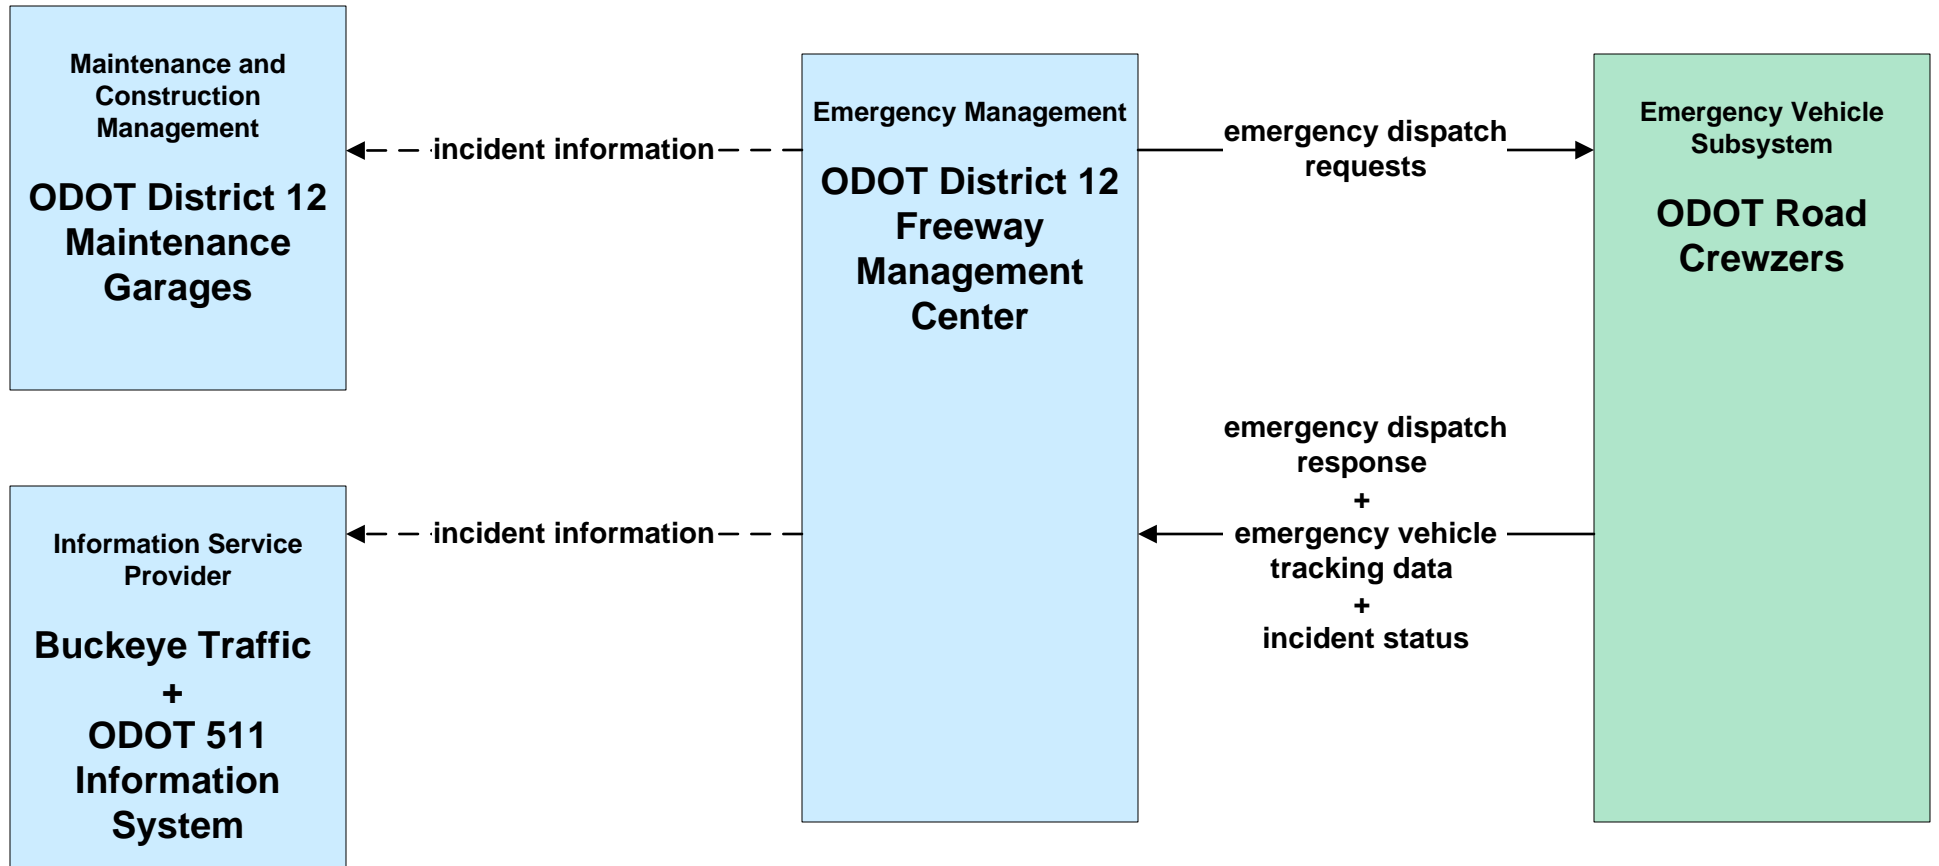 Maintenance and
Construction
Management
ODOT District 12
Maintenance
Garages
incident information
Emergency Management
ODOT District 12
Freeway
Management
Center
emergency dispatch
requests
Emergency Vehicle
Subsystem
ODOT Road
Crewzers
Information Service
Provider
Buckeye Traffic
+
ODOT 511
Information
System
incident information
emergency dispatch
response
+
emergency vehicle
tracking data
+
incident status